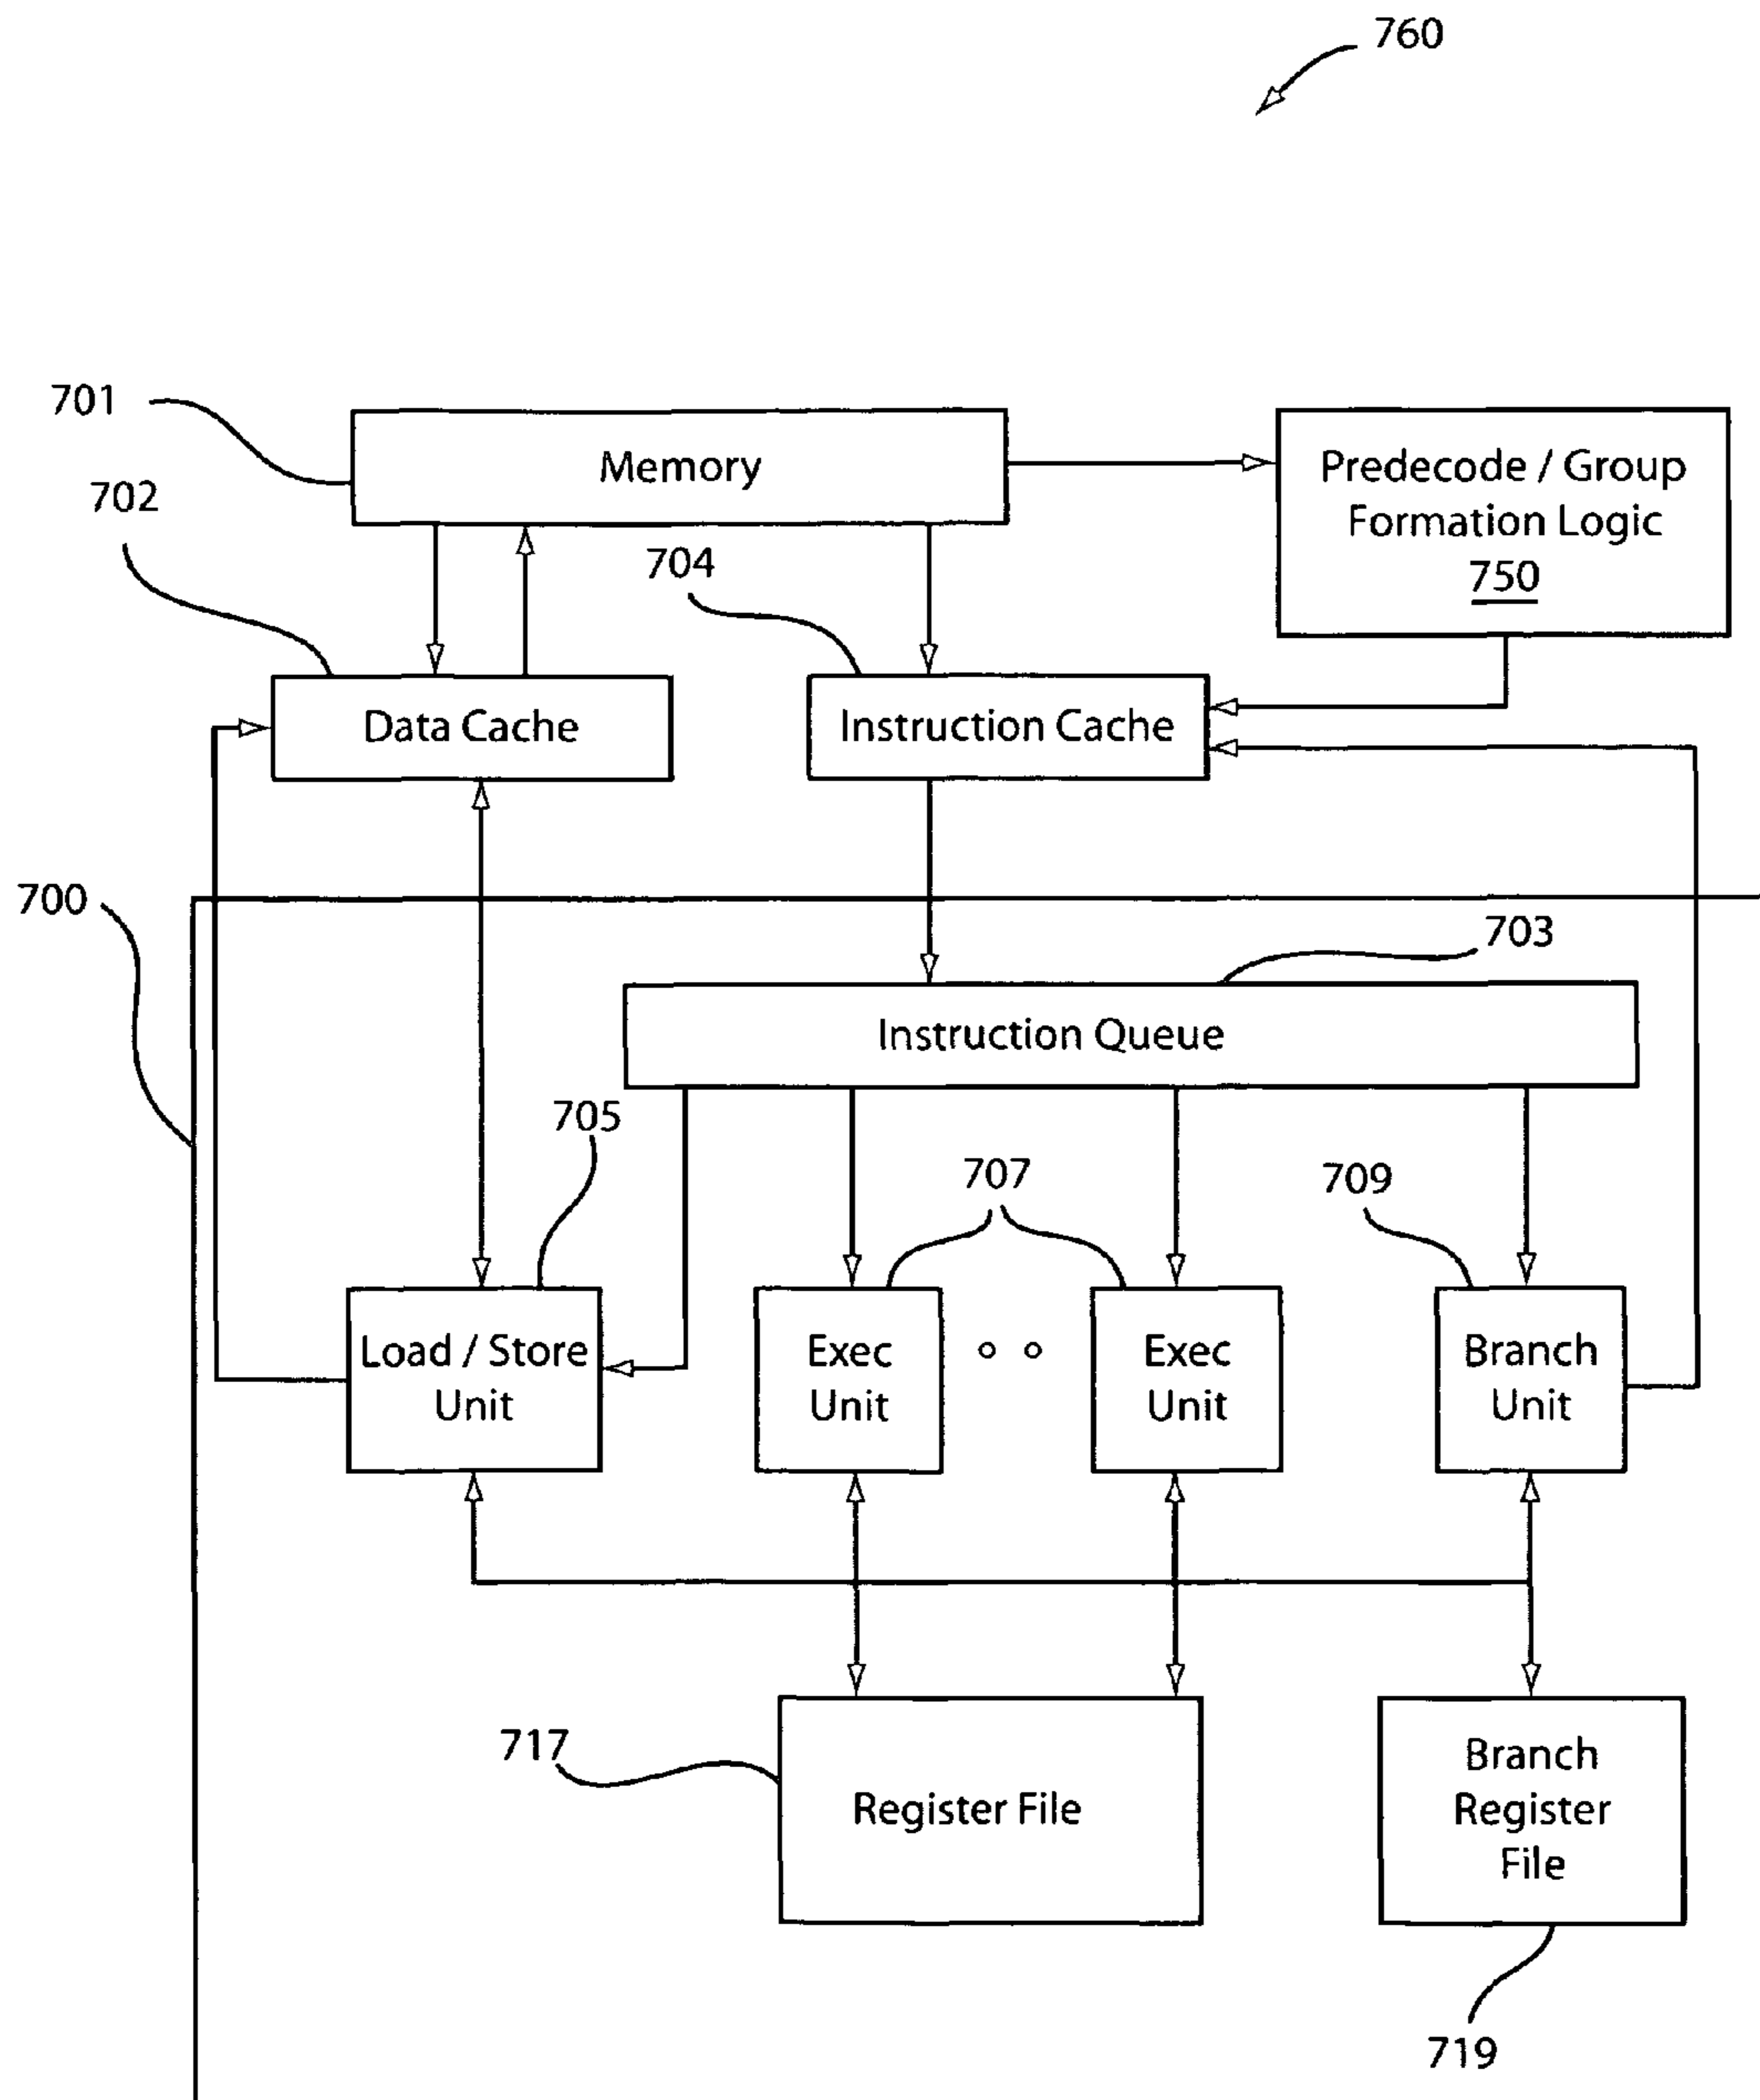 760
701
Memory
Predecode / Group
Formation Logic
750
702
704
Data Cache
Instruction Cache
700
703
Instruction Queue
705
707
709
Load / Store
Unit
Exec
Unit
Exec
Unit
Branch
Unit
717
Register File
Branch
Register
File
719